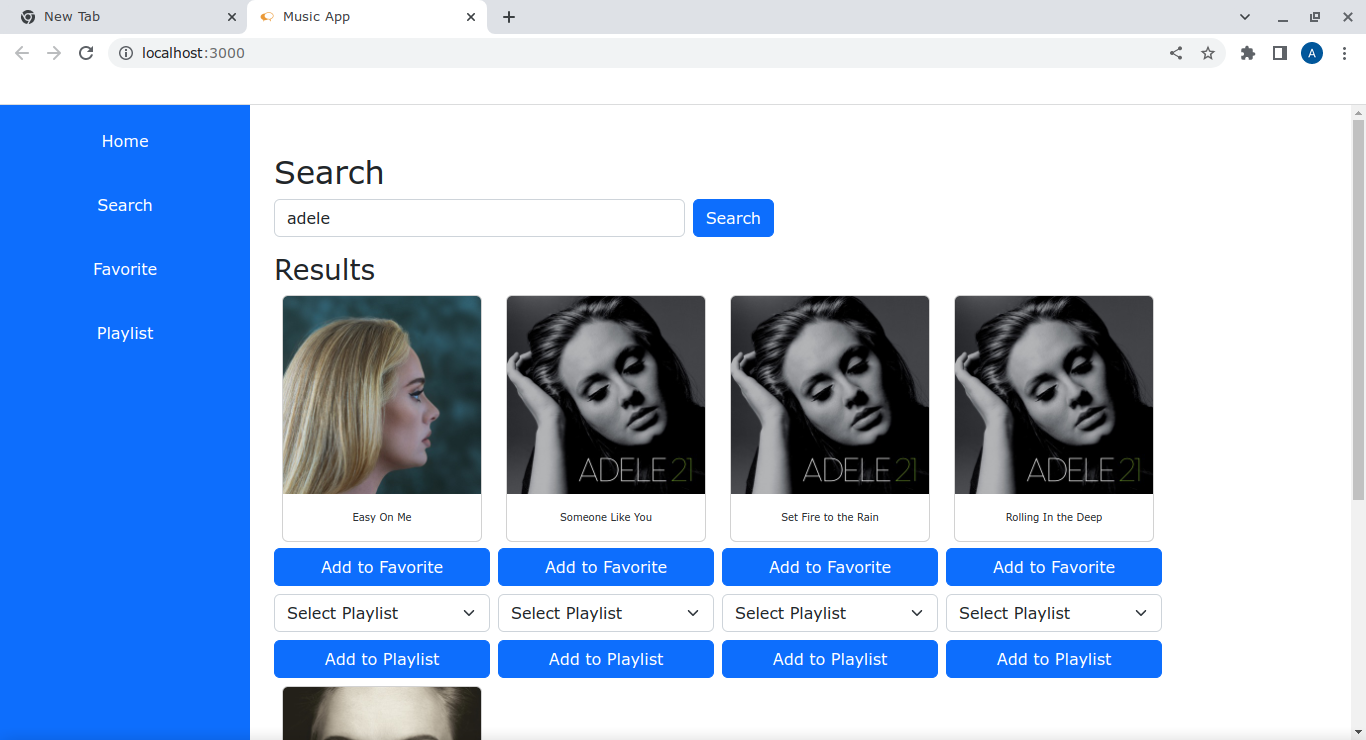 New Tab
Music App
localhost:3000
A
Home
Search
Favorite
Playlist
Search
adele
Search
Results
ADELE 21
ADELE 21
ADELE 21
Easy On Me
Someone Like You
Set Fire to the Rain
Rolling In the Deep
Add to Favorite
Add to Favorite
Add to Favorite
Add to Favorite
Select Playlist
Select Playlist
Select Playlist
Select Playlist
Add to Playlist
Add to Playlist
Add to Playlist
Add to Playlist